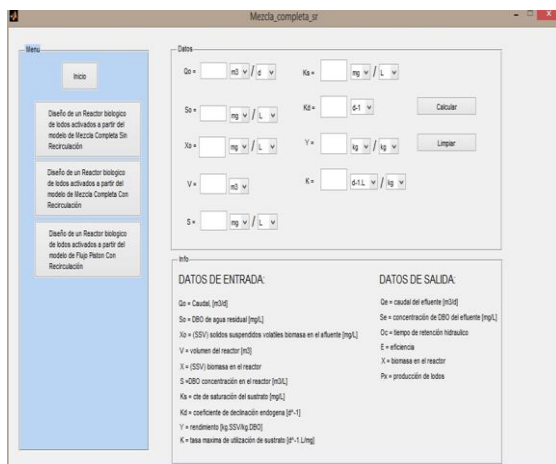 Mezcla_completa_sr
Menu
Inicio
Diseño de un Reactor biologico
de lodos activados a partir del
modelo de Mezcla Completa Sin
Recirculación
Diseño de un Reactor biologico
de lodos activados a partir del
modelo de Mezcla Completa Con
Recirculación
Diseño de un Reactor biologico
de lodos activados a partir del
modelo de Flujo Piston Con
Recirculación
Datos
Qo = m3 / d
So = mg / L
Xo = mg / L
V = m3
S = mg / L
Ks = mg / L
Kd = d-1
Y = kg / kg
K = d-1.L / kg
Calcular
Limpiar
Info
DATOS DE ENTRADA:
Qo = Caudal, [m3/d]
So = DBO de agua residual [mg/L]
Xo = (SSV) solidos suspendidos volatiles biomasa en el afluente [mg/L]
V = volumen del reactor [m3]
X = (SSV) biomasa en el reactor
S =DBO concentración en el reactor [m3/L]
Ks = cte de saturación del sustrato [mg/L]
Kd = coeficiente de declinación endogena [d^-1]
Y = rendimiento [kg.SSV/kg.DBO]
K = tasa maxima de utilización de sustrato [d^-1.L/mg]
DATOS DE SALIDA:
Qe = caudal del efluente [m3/d]
Se = concentración de DBO del efluente [mg/L]
Oc = tiempo de retención hidraulico
E = eficiencia
X = biomasa en el reactor
Px = producción de lodos